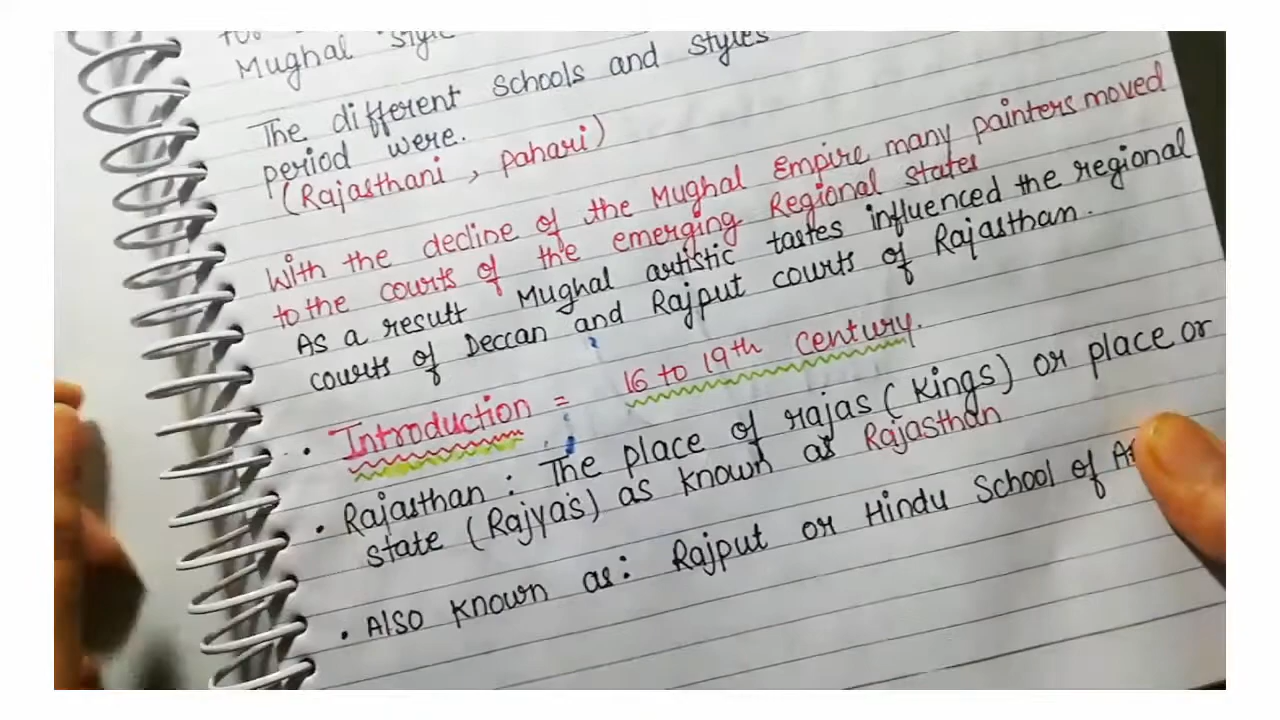 Mughal style
The different Schools and styles
period were.
(Rajasthani, pahari)
With the decline of the Mughal Empire many painters moved
to the courts of the emerging Regional states
As a result Mughal artistic tastes influenced the regional
courts of Deccan and Rajput courts of Rajasthan.
• Introduction = 16 to 19th century.
• Rajasthan : The place of rajas (Kings) or place or
state (Rajya's) as known as Rajasthan
• Also known as: Rajput or Hindu School of